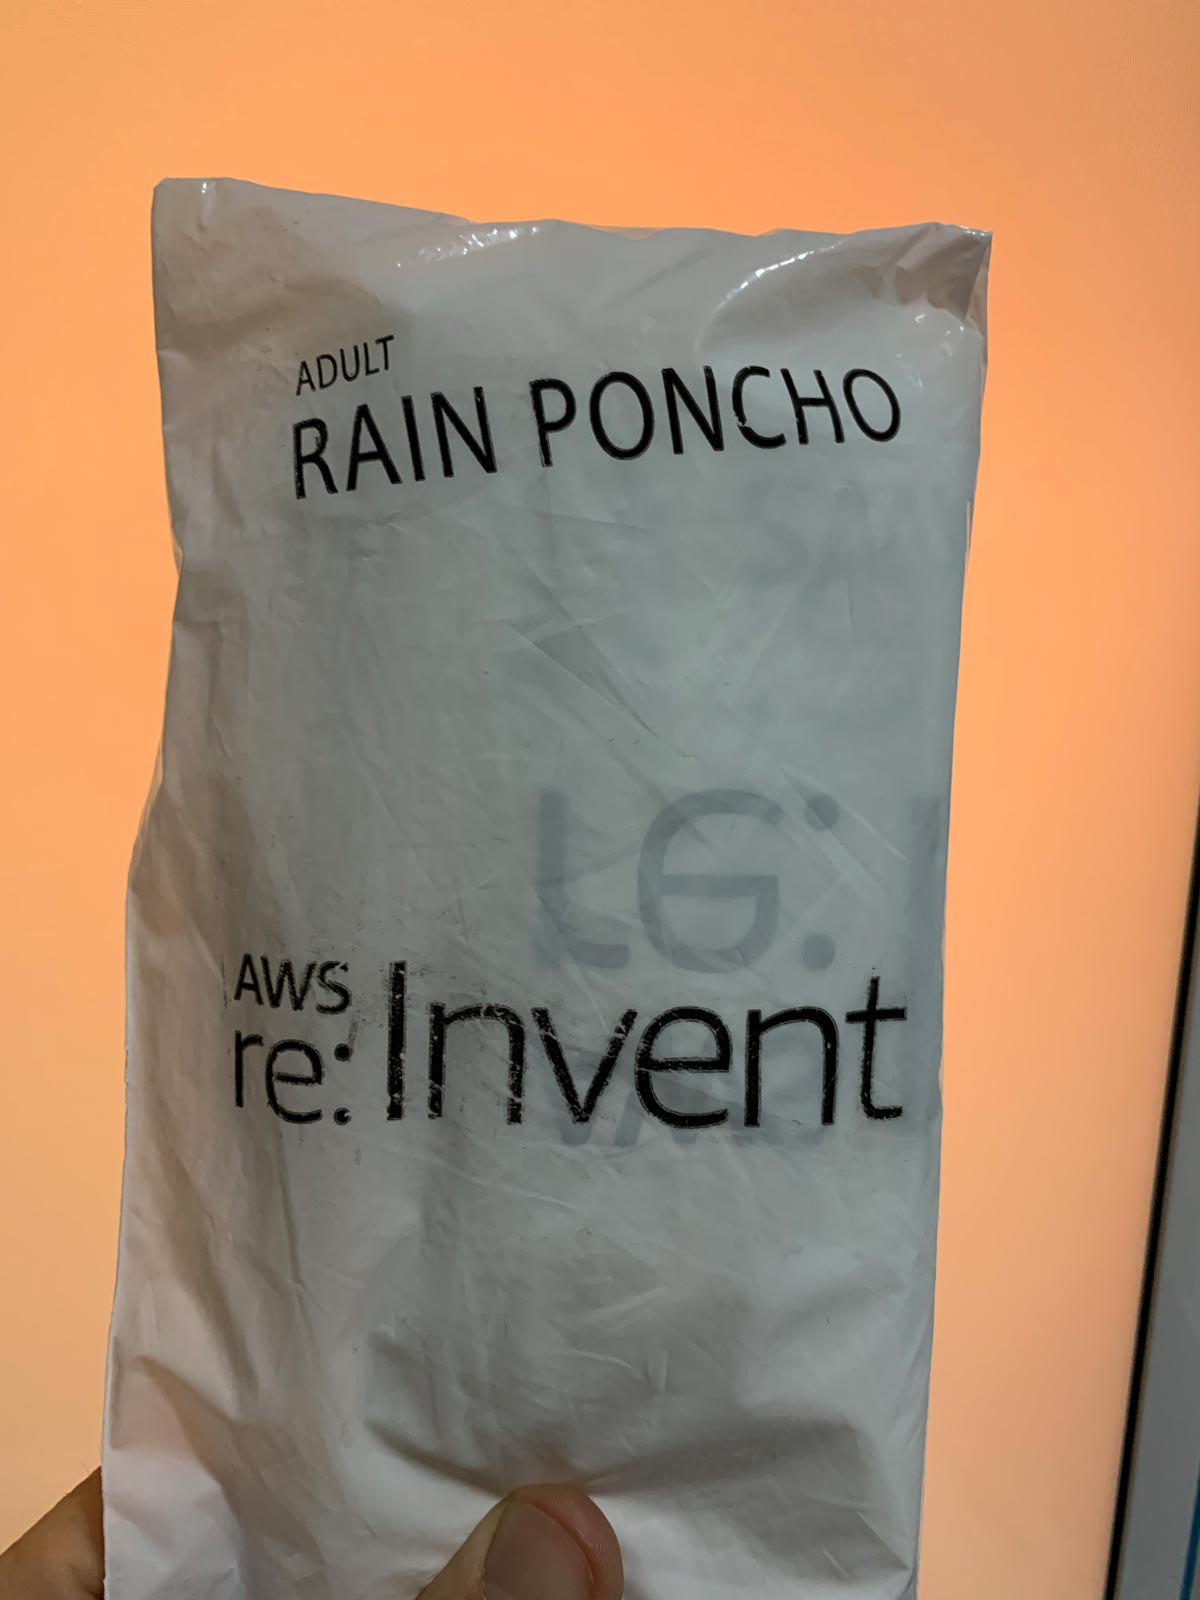 ADULT
RAIN PONCHO
AWS
re:Invent